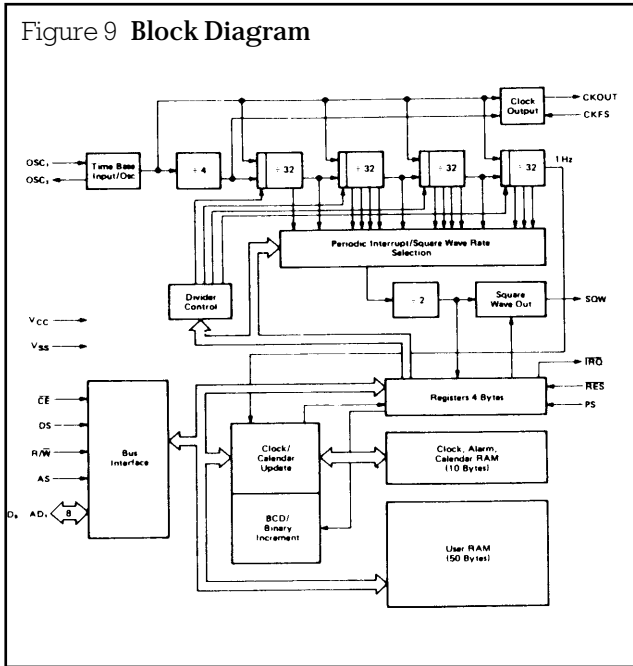 Figure 9 Block Diagram
CKOUT
Clock
Output
CKFS
OSC₁
OSC₂
Time Base
Input/Osc
÷ 4
÷ 32
÷ 32
÷ 32
÷ 32
1 Hz
Periodic Interrupt/Square Wave Rate
Selection
Divider
Control
÷ 2
Square
Wave Out
SQW
VCC
VSS
IRQ
Registers 4 Bytes
RES
PS
CE
DS
R/W
AS
AD₇
8
Bus
Interface
Clock/
Calendar
Update
Clock, Alarm,
Calendar RAM
(10 Bytes)
BCD/
Binary
Increment
User RAM
(50 Bytes)